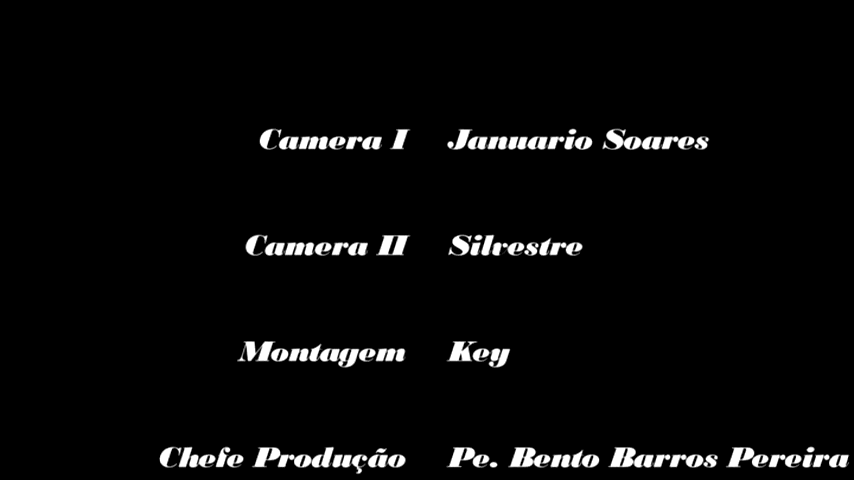 Camera I Januario Soares
Camera II Silvestre
Montagem Key
Chefe Produção Pe. Bento Barros Pereira